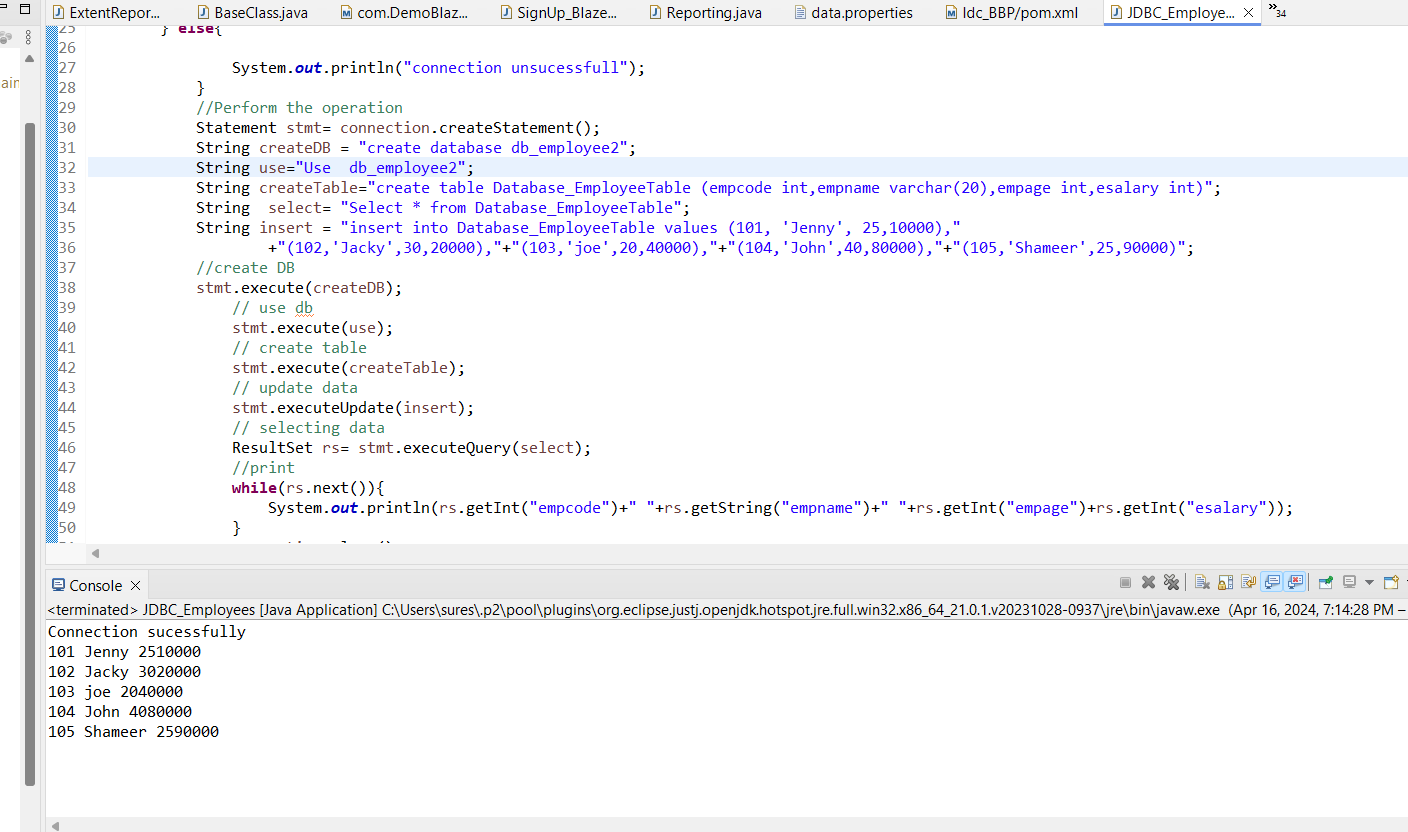 ExtentRepor... BaseClass.java com.DemoBlaz... SignUp_Blaze... Reporting.java data.properties Idc_BBP/pom.xml JDBC_Employe... 34
25 } else{
26
27 System.out.println("connection unsucessfull");
28 }
29 //Perform the operation
30 Statement stmt= connection.createStatement();
31 String createDB = "create database db_employee2";
32 String use="Use  db_employee2";
33 String createTable="create table Database_EmployeeTable (empcode int,empname varchar(20),empage int,esalary int)";
34 String  select= "Select * from Database_EmployeeTable";
35 String insert = "insert into Database_EmployeeTable values (101, 'Jenny', 25,10000),"
36 +"(102,'Jacky',30,20000),"+"(103,'joe',20,40000),"+"(104,'John',40,80000),"+"(105,'Shameer',25,90000)";
37 //create DB
38 stmt.execute(createDB);
39 // use db
40 stmt.execute(use);
41 // create table
42 stmt.execute(createTable);
43 // update data
44 stmt.executeUpdate(insert);
45 // selecting data
46 ResultSet rs= stmt.executeQuery(select);
47 //print
48 while(rs.next()){
49 System.out.println(rs.getInt("empcode")+" "+rs.getString("empname")+" "+rs.getInt("empage")+rs.getInt("esalary"));
50 }
Console
<terminated> JDBC_Employees [Java Application] C:\Users\sures\.p2\pool\plugins\org.eclipse.justj.openjdk.hotspot.jre.full.win32.x86_64_21.0.1.v20231028-0937\jre\bin\javaw.exe  (Apr 16, 2024, 7:14:28 PM –
Connection sucessfully
101 Jenny 2510000
102 Jacky 3020000
103 joe 2040000
104 John 4080000
105 Shameer 2590000